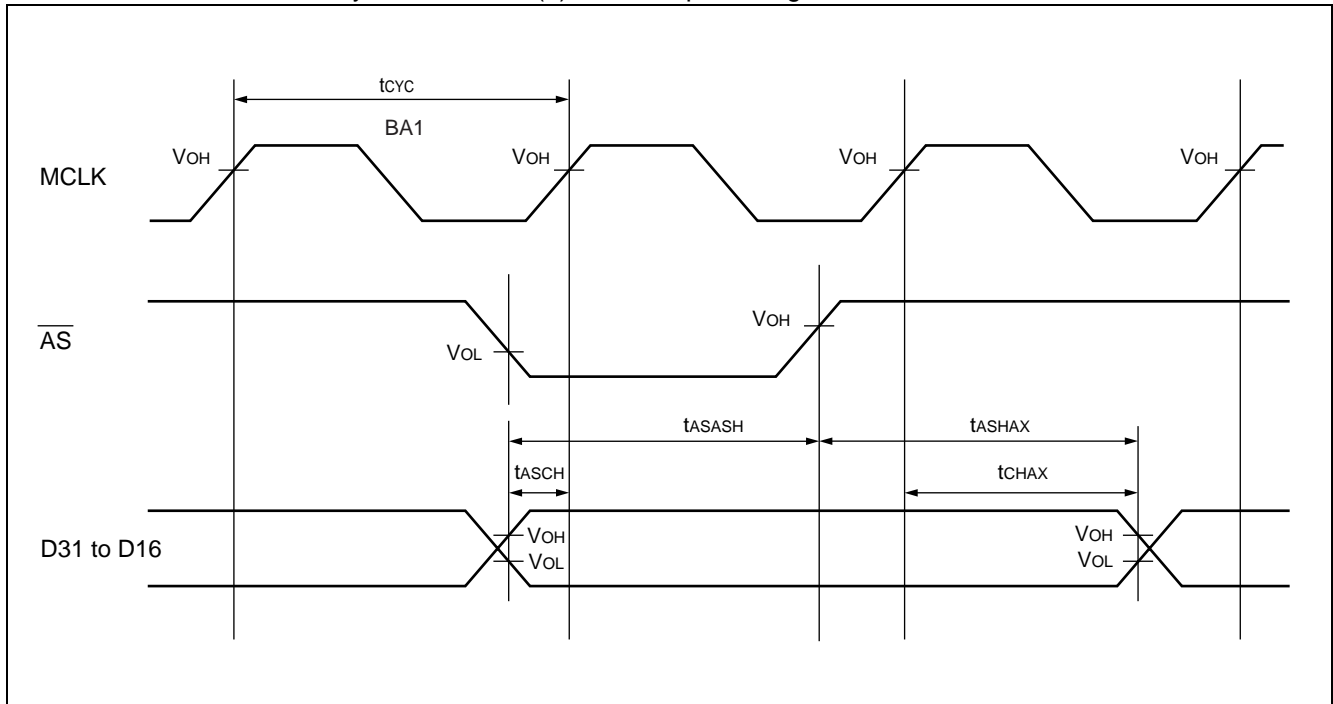 tCYC
BA1
VOH VOH VOH VOH
MCLK
AS
VOH
VOL
tASASH tASHAX
tASCH tCHAX
D31 to D16
VOH VOH
VOL VOL